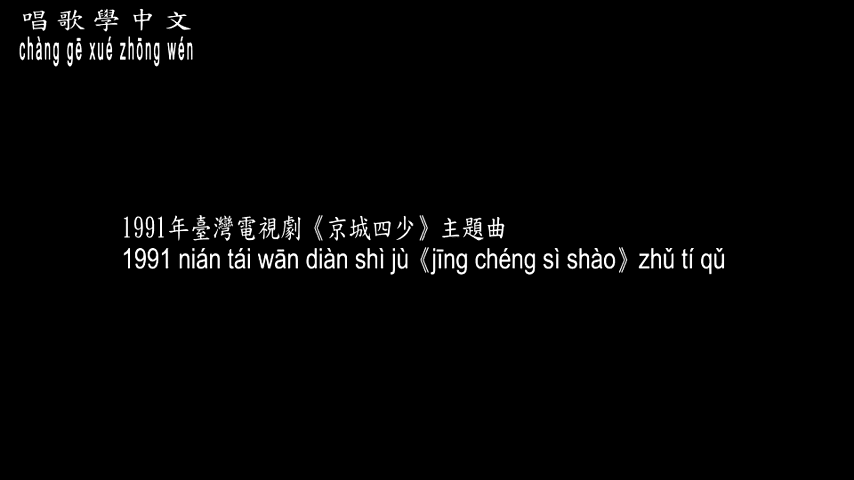 唱歌學中文
chàng gē xué zhōng wén
1991年臺灣電視劇《京城四少》主題曲
1991 nián tái wān diàn shì jù《jīng chéng sì shào》zhǔ tí qǔ